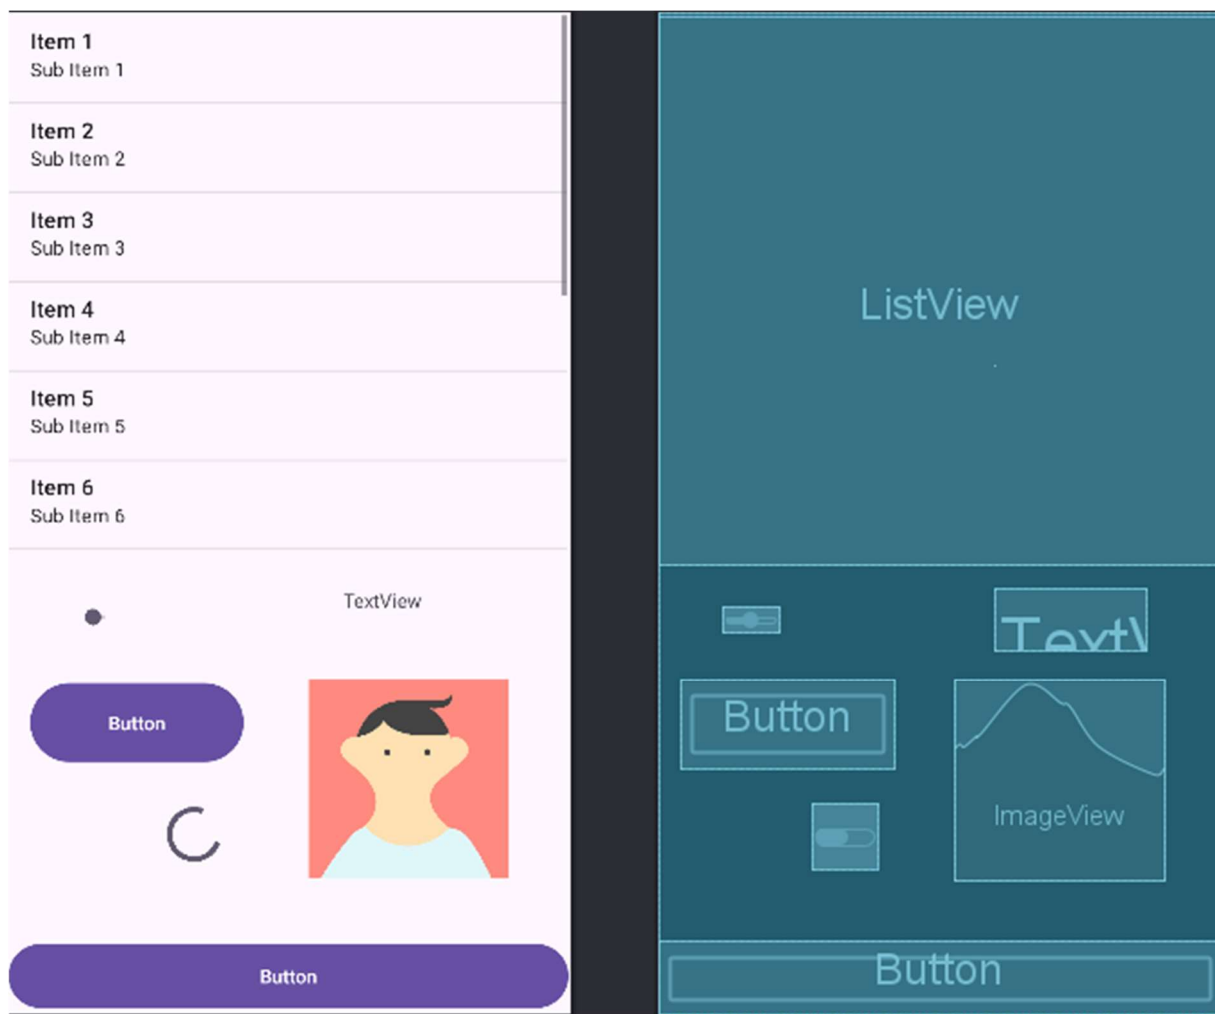 Item 1
Sub Item 1
Item 2
Sub Item 2
Item 3
Sub Item 3
Item 4
Sub Item 4
Item 5
Sub Item 5
Item 6
Sub Item 6
TextView
Button
Button
ListView
TextV
Button
ImageView
Button